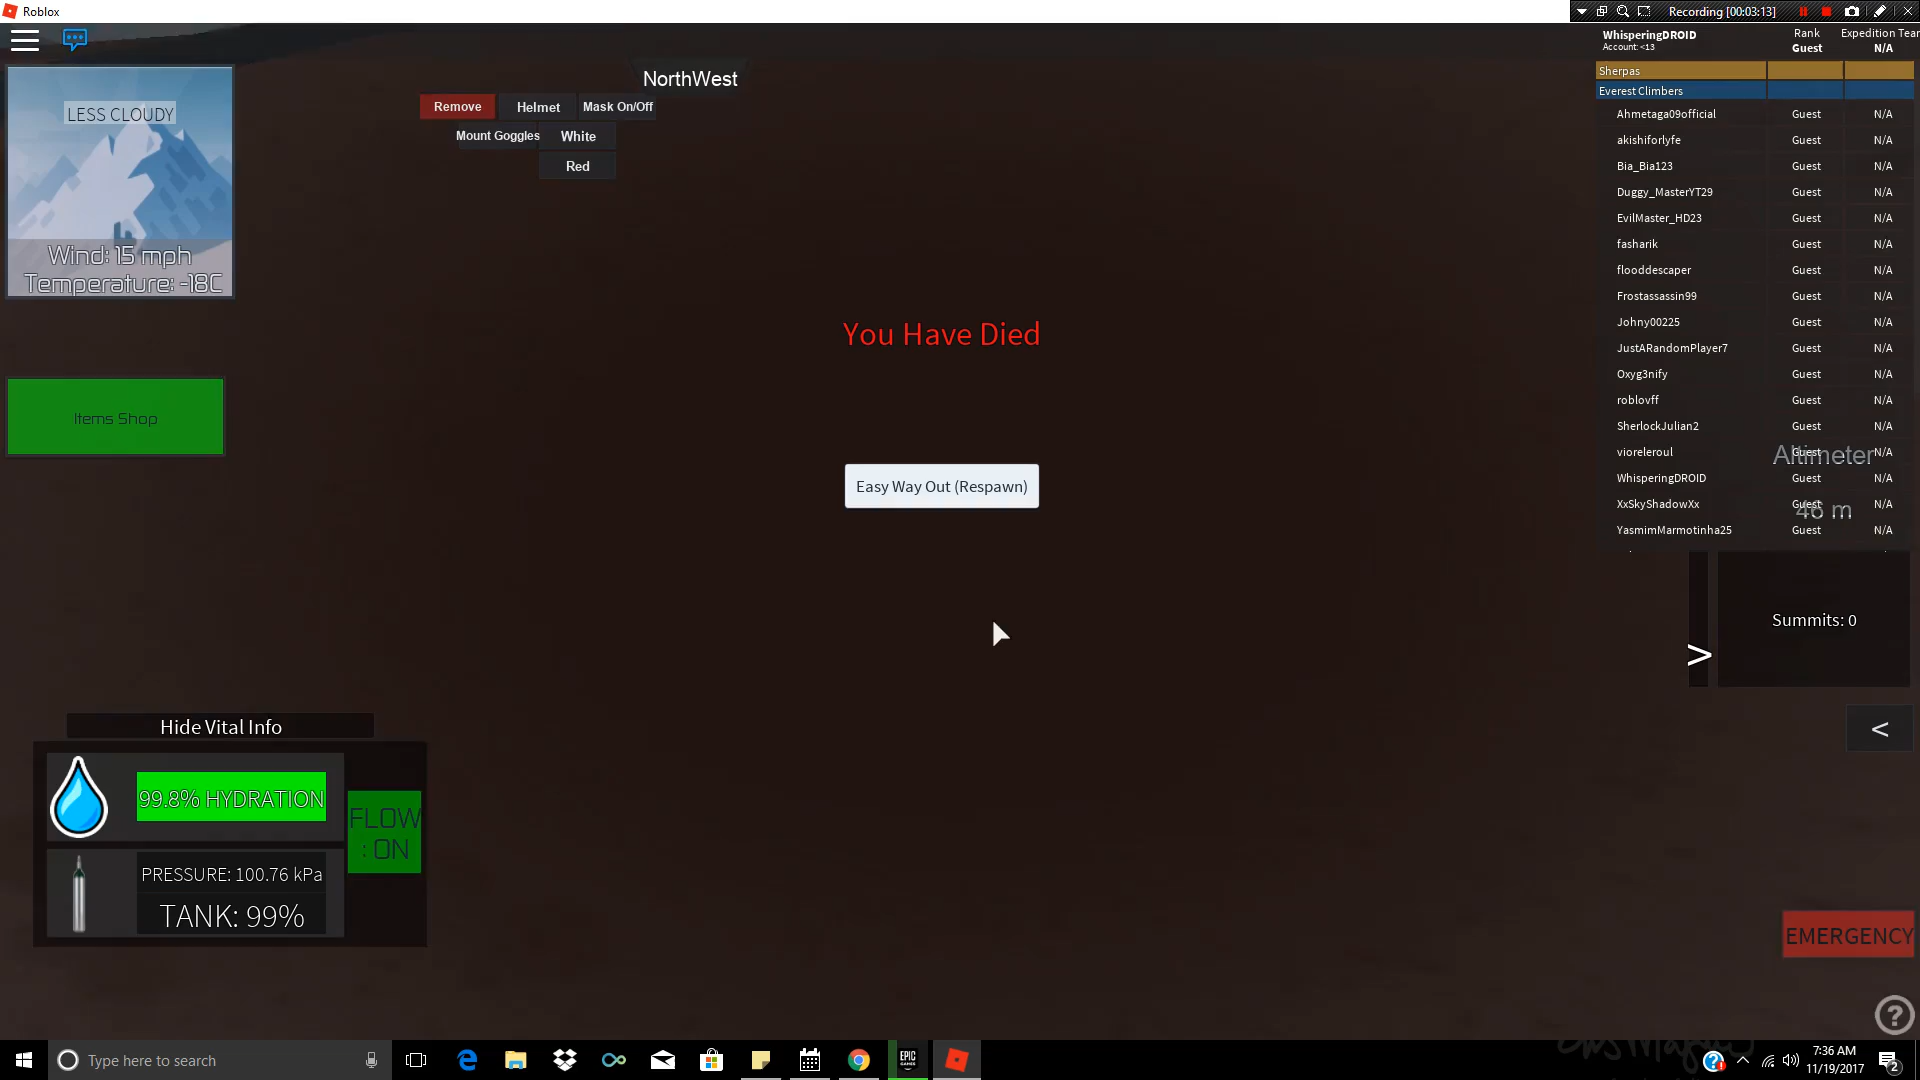 Roblox
Recording [00:03:13]
WhisperingDROID
Account: <13
Rank
Guest
Expedition Tear
N/A
NorthWest
Remove Helmet Mask On/Off
Mount Goggles White
Red
LESS CLOUDY
Wind: 15 mph
Temperature: -18C
Items Shop
You Have Died
Easy Way Out (Respawn)
Sherpas
Everest Climbers
Ahmetaga09official Guest N/A
akishiforlyfe Guest N/A
Bia_Bia123 Guest N/A
Duggy_MasterYT29 Guest N/A
EvilMaster_HD23 Guest N/A
fasharik Guest N/A
flooddescaper Guest N/A
Frostassassin99 Guest N/A
Johny00225 Guest N/A
JustARandomPlayer7 Guest N/A
Oxyg3nify Guest N/A
roblovff Guest N/A
SherlockJulian2 Guest N/A
vioreleroul Guest N/A
Altimeter
WhisperingDROID Guest N/A
XxSkyShadowXx Guest N/A
46 m
YasmimMarmotinha25 Guest N/A
Summits: 0
>
<
Hide Vital Info
99.8% HYDRATION
FLOW
: ON
PRESSURE: 100.76 kPa
TANK: 99%
EMERGENCY
?
Type here to search
EPIC
GAMES
7:36 AM
11/19/2017
2